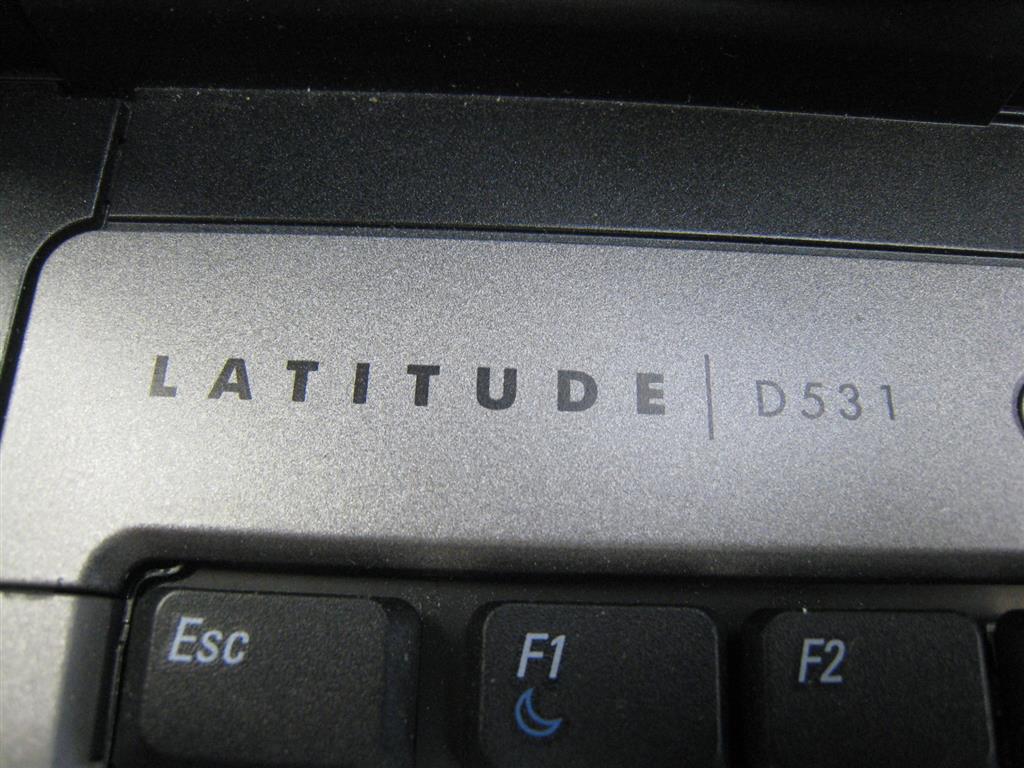 LATITUDE | D531
Esc F1 F2